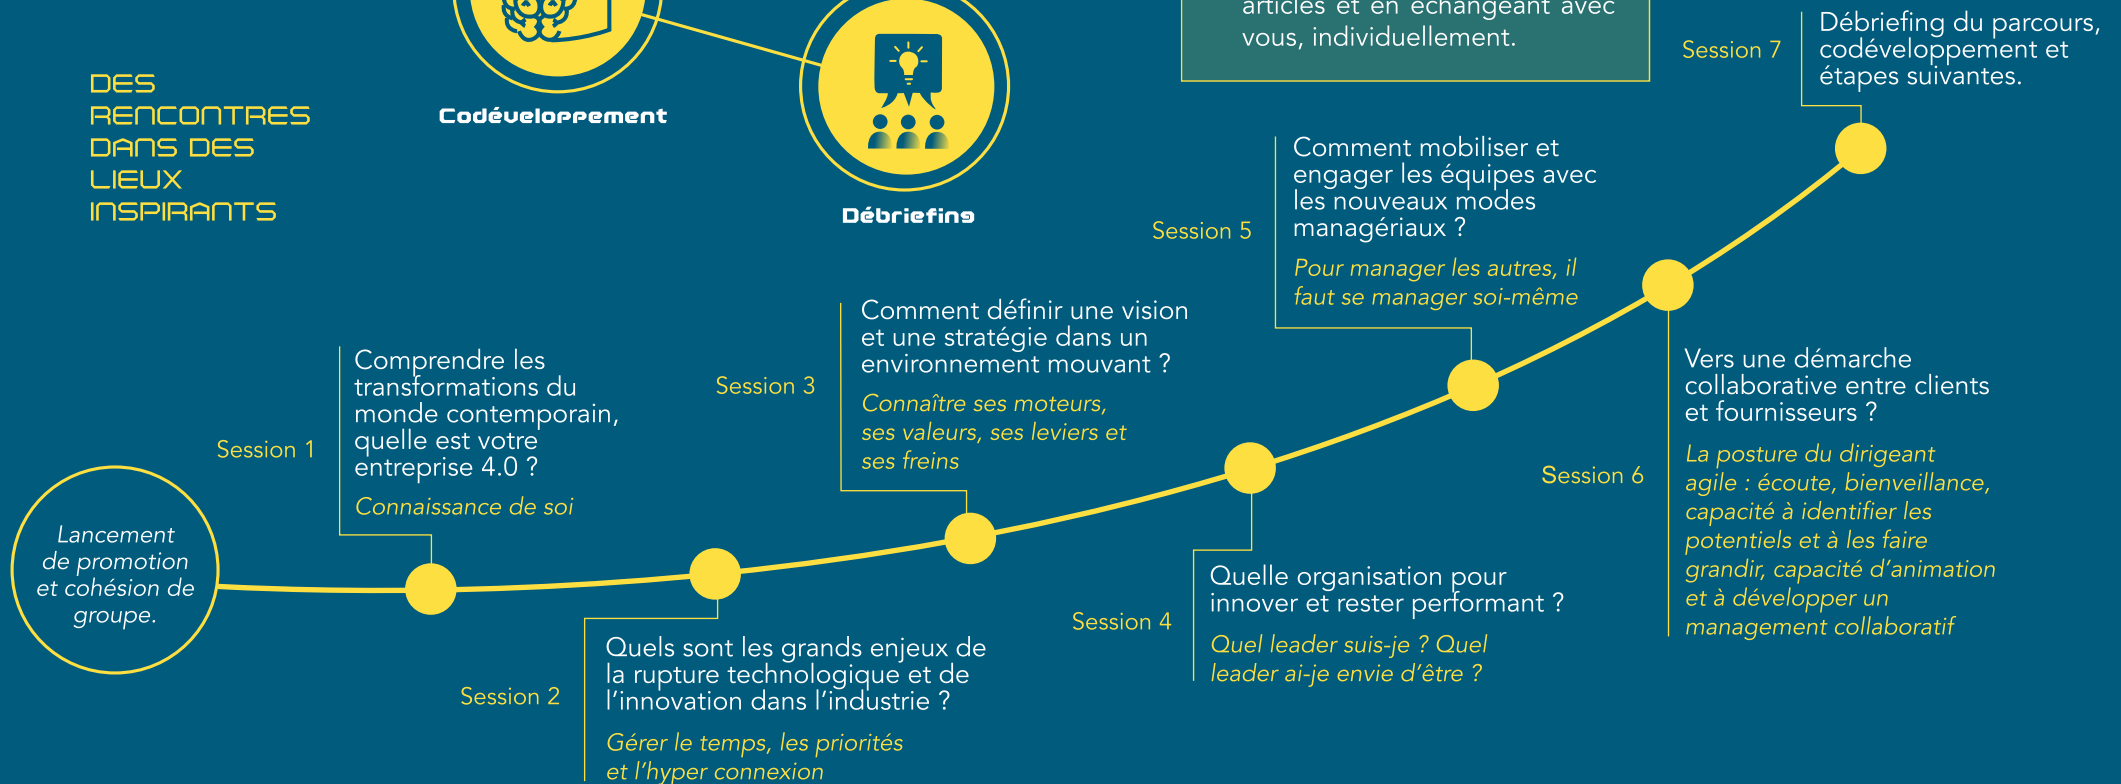 articles et en échangeant avec
vous, individuellement.
DES
RENCONTRES
DANS DES
LIEUX
INSPIRANTS
Codéveloppement
Débriefing
Lancement
de promotion
et cohésion de
groupe.
Session 1
Comprendre les
transformations du
monde contemporain,
quelle est votre
entreprise 4.0 ?
Connaissance de soi
Session 2
Quels sont les grands enjeux de
la rupture technologique et de
l’innovation dans l’industrie ?
Gérer le temps, les priorités
et l’hyper connexion
Session 3
Comment définir une vision
et une stratégie dans un
environnement mouvant ?
Connaître ses moteurs,
ses valeurs, ses leviers et
ses freins
Session 4
Quelle organisation pour
innover et rester performant ?
Quel leader suis-je ? Quel
leader ai-je envie d’être ?
Session 5
Comment mobiliser et
engager les équipes avec
les nouveaux modes
managériaux ?
Pour manager les autres, il
faut se manager soi-même
Session 6
Vers une démarche
collaborative entre clients
et fournisseurs ?
La posture du dirigeant
agile : écoute, bienveillance,
capacité à identifier les
potentiels et à les faire
grandir, capacité d’animation
et à développer un
management collaboratif
Session 7
Débriefing du parcours,
codéveloppement et
étapes suivantes.